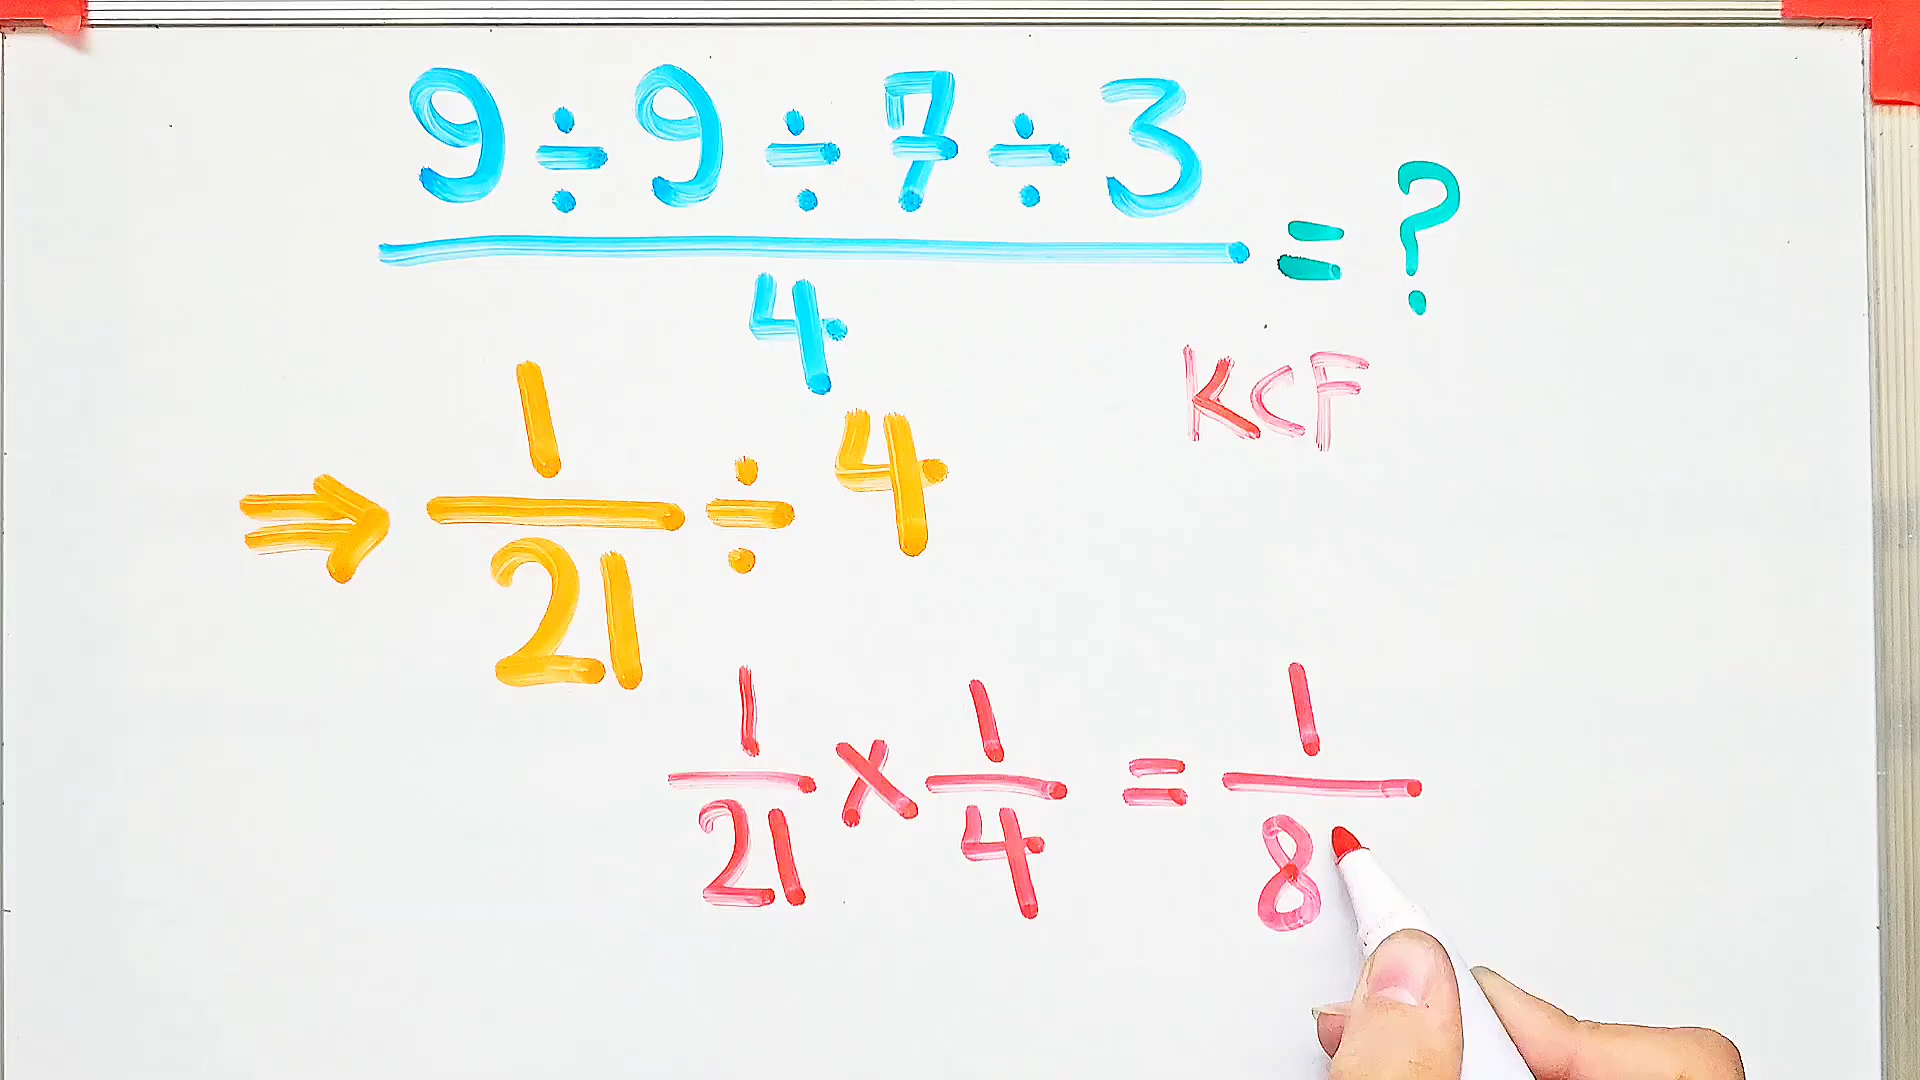 9 ÷ 9 ÷ 7 ÷ 3
4
= ?
KCF
⇒ 1/21 ÷ 4
1/21 × 1/4 = 1/8